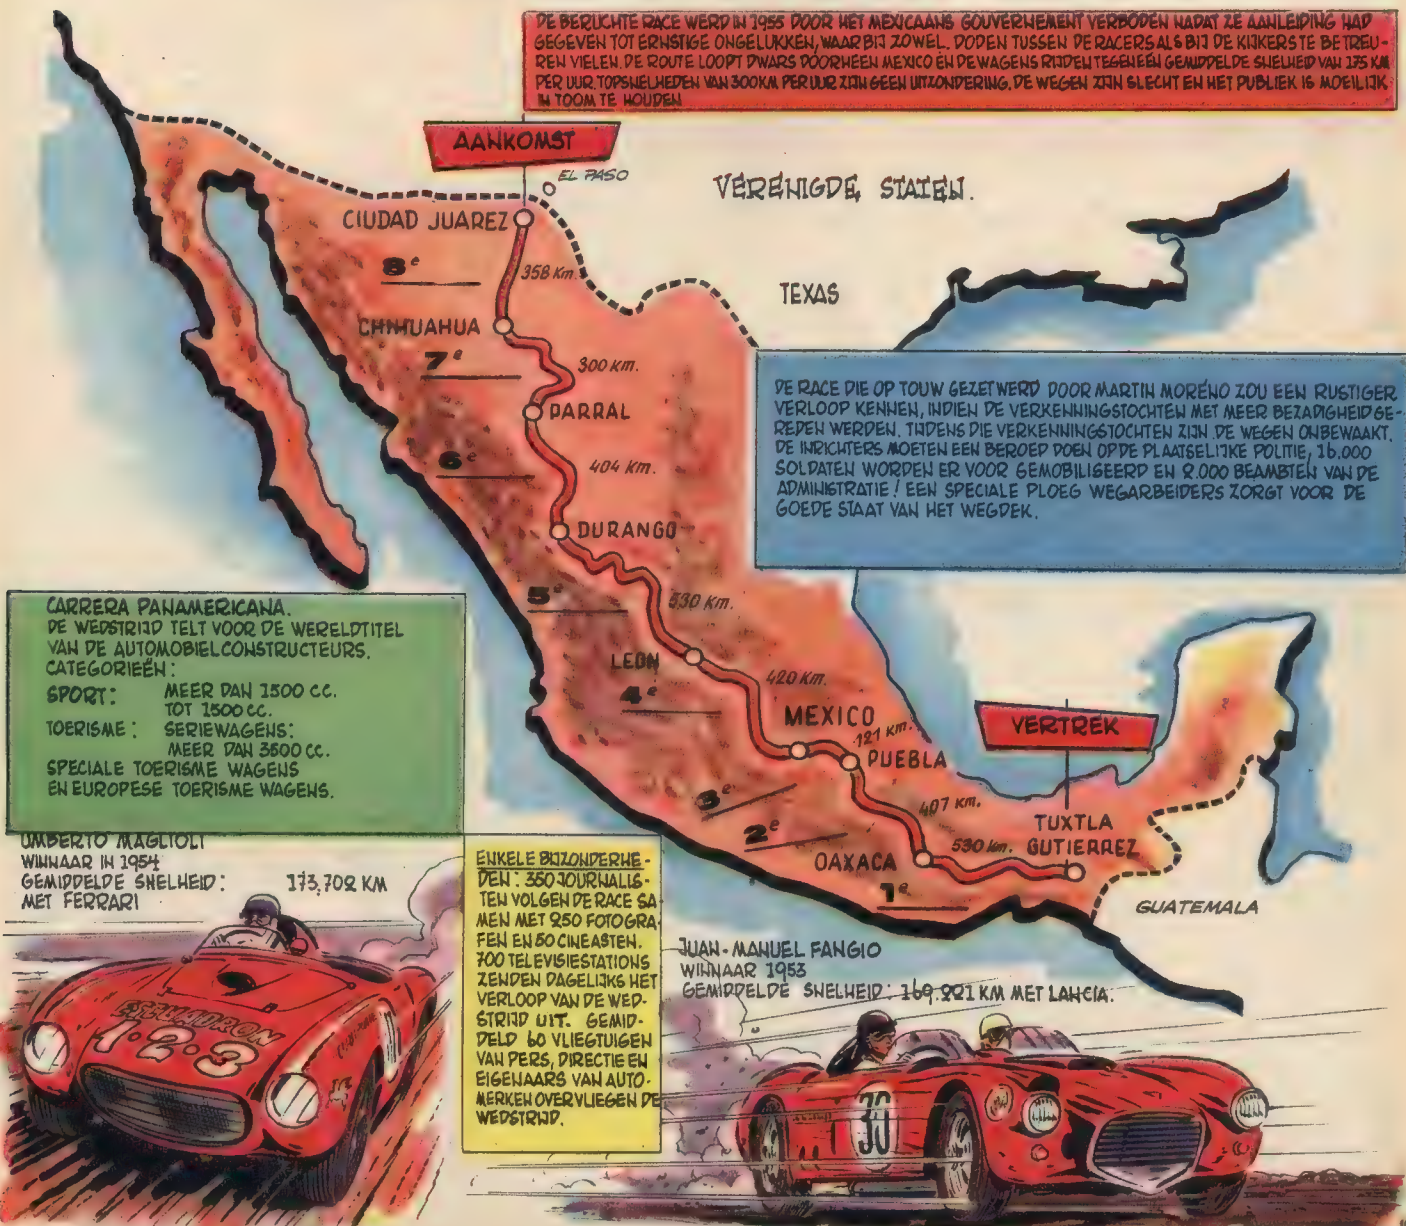 DE BERUCHTE RACE WERD IN 1955 DOOR HET MEXICAANS GOUVERNEMENT VERBODEN NADAT ZE AANLEIDING HAD
GEGEVEN TOT ERNSTIGE ONGELUKKEN, WAARBIJ ZOWEL. DODEN TUSSEN DE RACERS ALS BIJ DE KIJKERS TE BETREU-
REN VIELEN. DE ROUTE LOOPT DWARS DOORHEEN MEXICO EN DE WAGENS RIJDEN TEGEN EEN GEMIDDELDE SNELHEID VAN 175 KM
PER UUR. TOPSNELHEDEN VAN 300 KM PER UUR ZIJN GEEN UITZONDERING. DE WEGEN ZIJN SLECHT EN HET PUBLIEK IS MOEILIJK
IN TOOM TE HOUDEN
AANKOMST
EL PASO
VERENIGDE STATEN.
CIUDAD JUAREZ
8e
358 Km.
TEXAS
CHIHUAHUA
7e
300 Km.
PARRAL
6e
404 Km.
DURANGO
DE RACE DIE OP TOUW GEZET WERD DOOR MARTIN MORÉNO ZOU EEN RUSTIGER
VERLOOP KENNEN, INDIEN DE VERKENNINGSTOCHTEN MET MEER BEZADIGHEID GE-
REDEN WERDEN. TIJDENS DIE VERKENNINGSTOCHTEN ZIJN DE WEGEN ONBEWAAKT.
DE INRICHTERS MOETEN EEN BEROEP DOEN OP DE PLAATSELIJKE POLITIE, 16.000
SOLDATEN WORDEN ER VOOR GEMOBILIGEERD EN 2.000 BEAMBTEN VAN DE
ADMINISTRATIE! EEN SPECIALE PLOEG WEGARBEIDERS ZORGT VOOR DE
GOEDE STAAT VAN HET WEGDEK.
5e
530 Km.
LEON
4e
420 Km.
MEXICO
121 Km.
PUEBLA
VERTREK
3e
407 Km.
2e
TUXTLA
GUTIERREZ
530 Km.
OAXACA
1e
GUATEMALA
CARRERA PANAMERICANA.
DE WEDSTRIJD TELT VOOR DE WERELDTITEL
VAN DE AUTOMOBIELCONSTRUCTEURS.
CATEGORIEËN:
SPORT: MEER DAN 1500 CC.
TOT 1500 CC.
TOERISME: SERIEWAGENS:
MEER DAN 3500 CC.
SPECIALE TOERISME WAGENS
EN EUROPESE TOERISME WAGENS.
UMBERTO MAGLIOLI
WINNAAR IN 1954
GEMIDDELDE SNELHEID: 173,702 KM
MET FERRARI
1·2·3
ENKELE BIJZONDERHE-
DEN: 350 JOURNALIS-
TEN VOLGEN DE RACE SA
MEN MET 250 FOTOGRA
FEN EN 50 CINEASTEN.
700 TELEVISIESTATIONS
ZENDEN DAGELIJKS HET
VERLOOP VAN DE WED-
STRIJD UIT. GEMID-
DELD 60 VLIEGTUIGEN
VAN PERS, DIRECTIE EN
EIGENAARS VAN AUTO-
MERKEN OVERVLIEGEN DE
WEDSTRIJD.
JUAN-MANUEL FANGIO
WINNAAR 1953
GEMIDDELDE SNELHEID: 169,221 KM MET LANCIA.
30